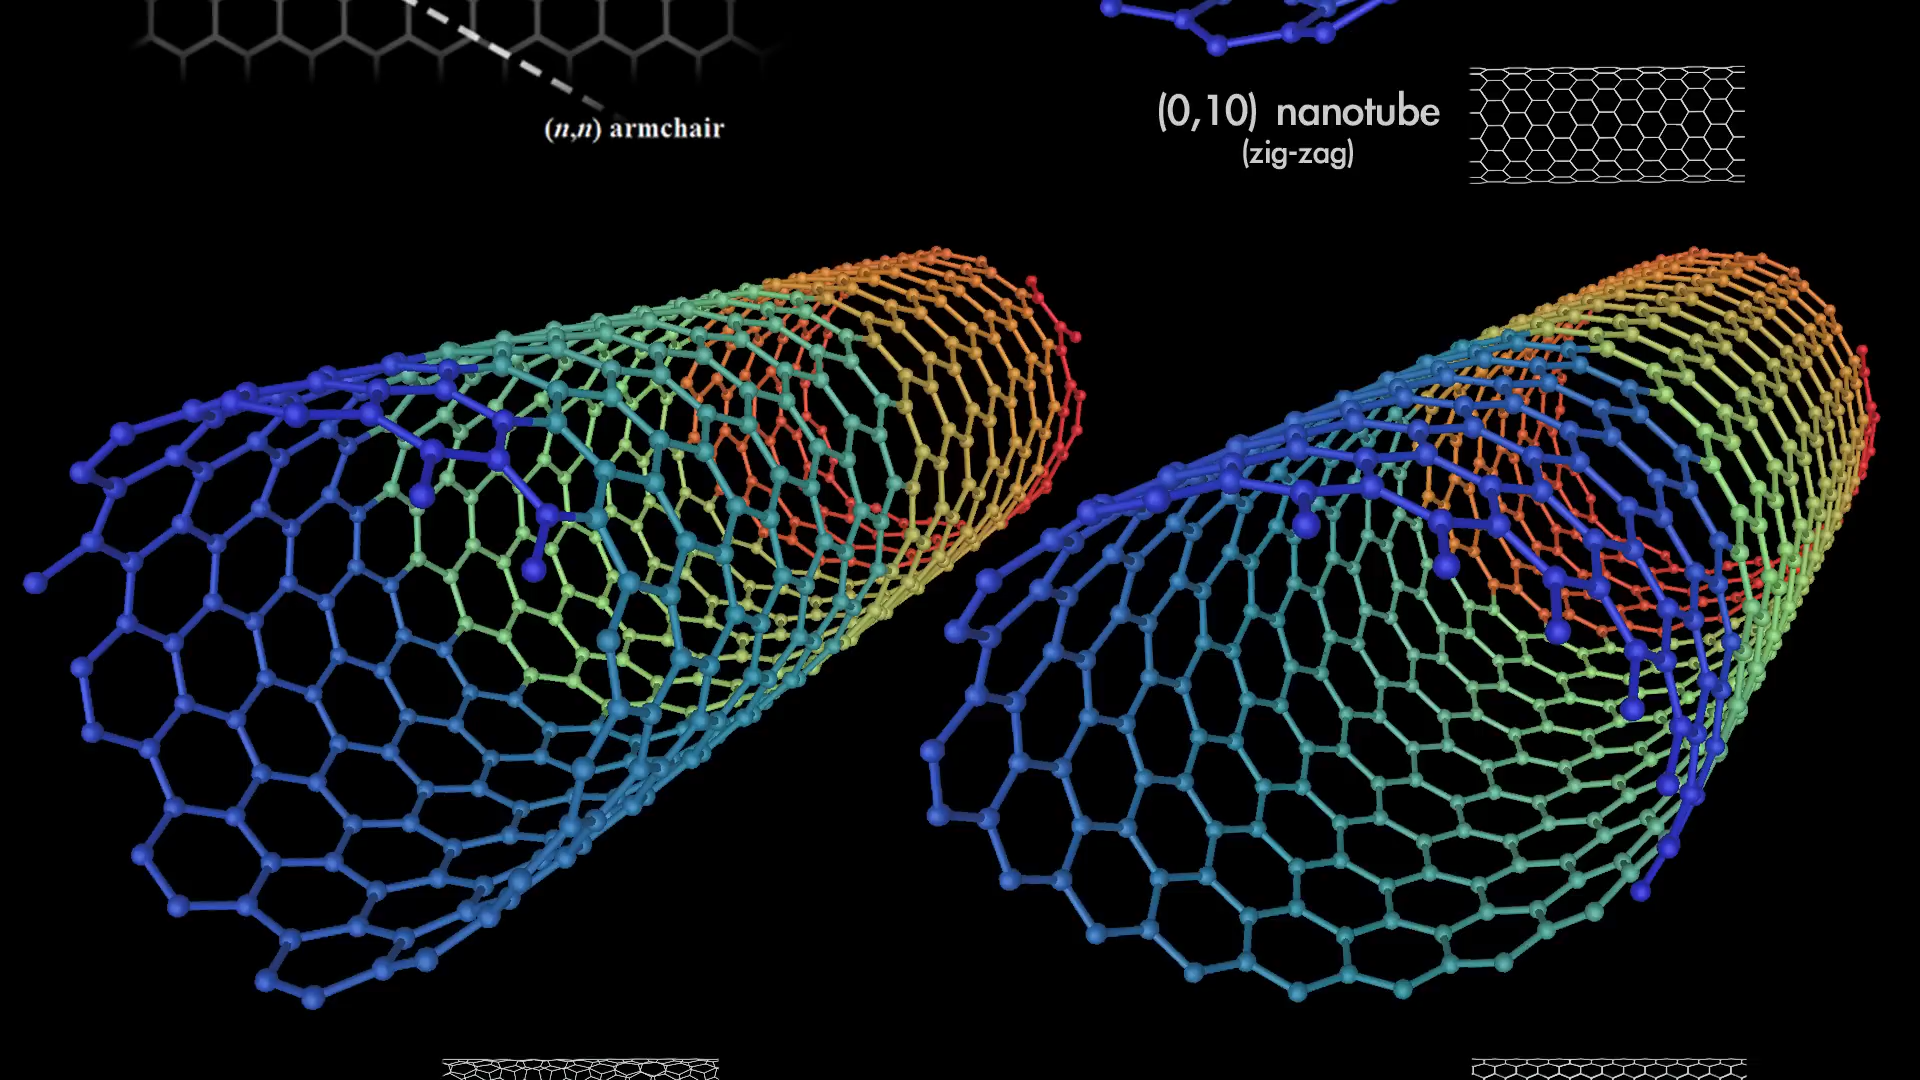 (n,n) armchair
(0,10) nanotube
(zig-zag)